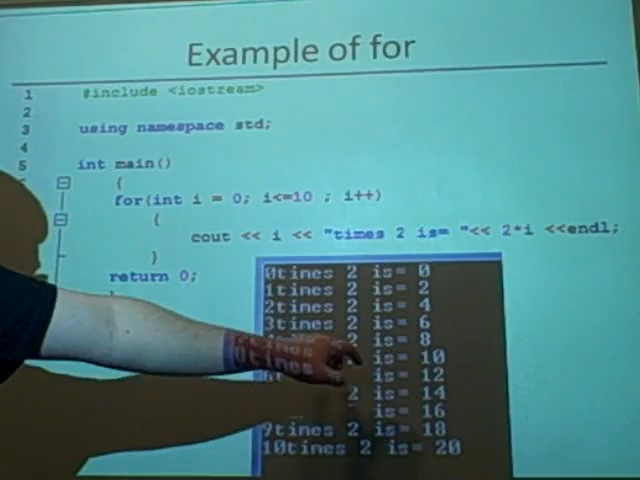 Example of for
1 #include <iostream>
2
3 using namespace std;
4
5 int main()
{
for(int i = 0; i<=10 ; i++)
{
cout << i << "times 2 is= "<< 2*i <<endl;
}
return 0;
0times 2 is= 0
1times 2 is= 2
2times 2 is= 4
3times 2 is= 6
2 is= 8
is= 10
is= 12
2 is= 14
is= 16
9times 2 is= 18
10times 2 is= 20